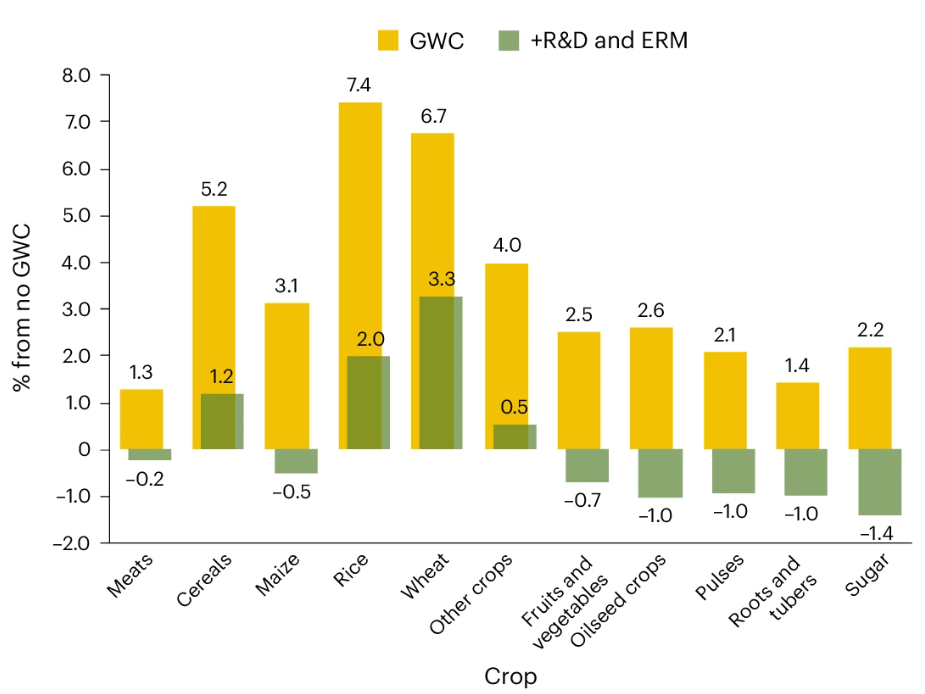 GWC
+R&D and ERM
% from no GWC
8.0
7.0
6.0
5.0
4.0
3.0
2.0
1.0
0
–1.0
–2.0
1.3
–0.2
5.2
1.2
3.1
–0.5
7.4
2.0
6.7
3.3
4.0
0.5
2.5
–0.7
2.6
–1.0
2.1
–1.0
1.4
–1.0
2.2
–1.4
Meats
Cereals
Maize
Rice
Wheat
Other crops
Fruits and
vegetables
Oilseed crops
Pulses
Roots and
tubers
Sugar
Crop